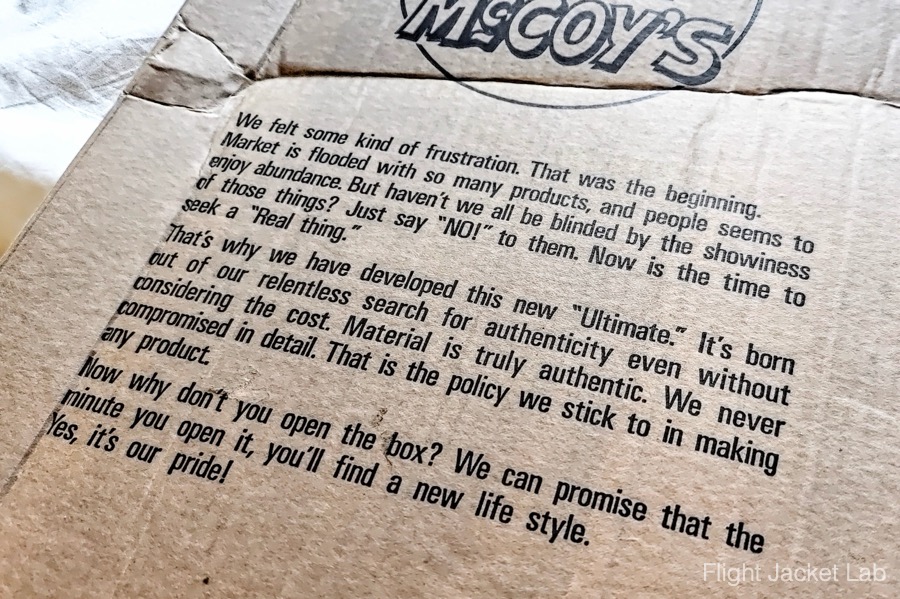 McCOY'S
We felt some kind of frustration. That was the beginning.
Market is flooded with so many products, and people seems to
enjoy abundance. But haven't we all be blinded by the showiness
of those things? Just say "NO!" to them. Now is the time to
seek a "Real thing."
That's why we have developed this new "Ultimate." It's born
out of our relentless search for authenticity even without
considering the cost. Material is truly authentic. We never
compromised in detail. That is the policy we stick to in making
any product.
Now why don't you open the box? We can promise that the
minute you open it, you'll find a new life style.
Yes, it's our pride!
Flight Jacket Lab